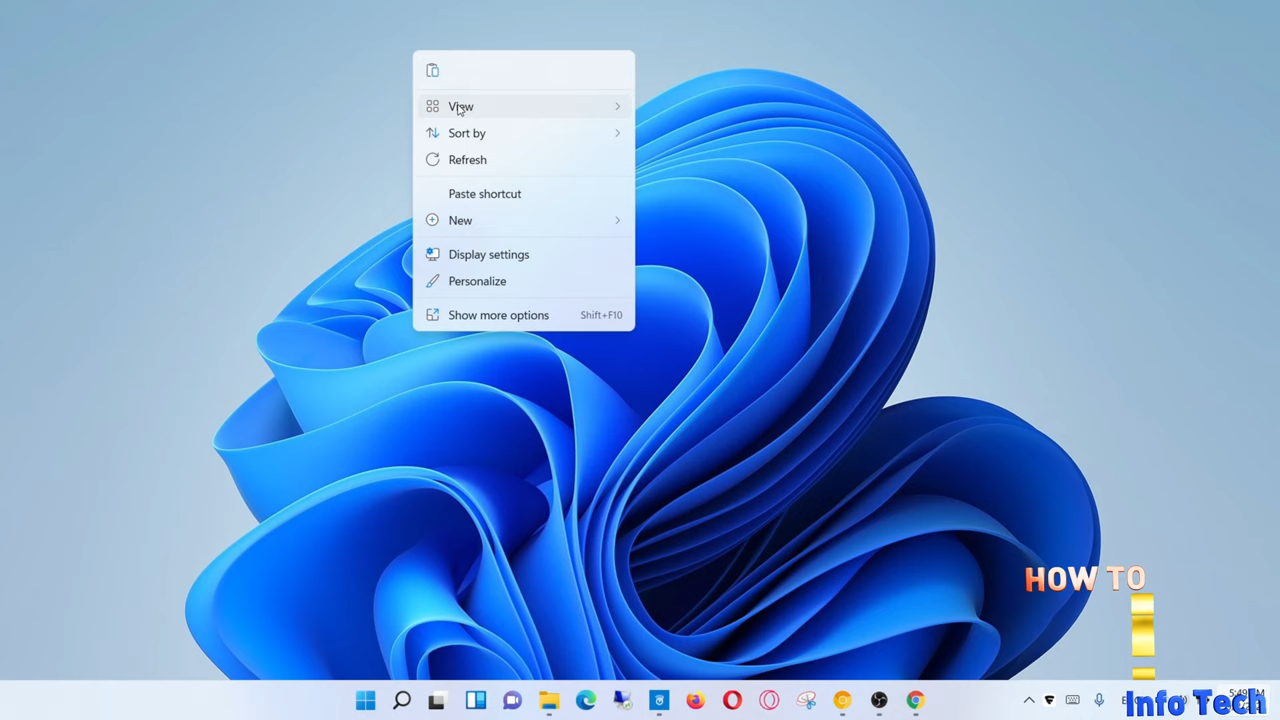 View
Sort by
Refresh
Paste shortcut
New
Display settings
Personalize
Show more options Shift+F10
HOW TO
Info Tech